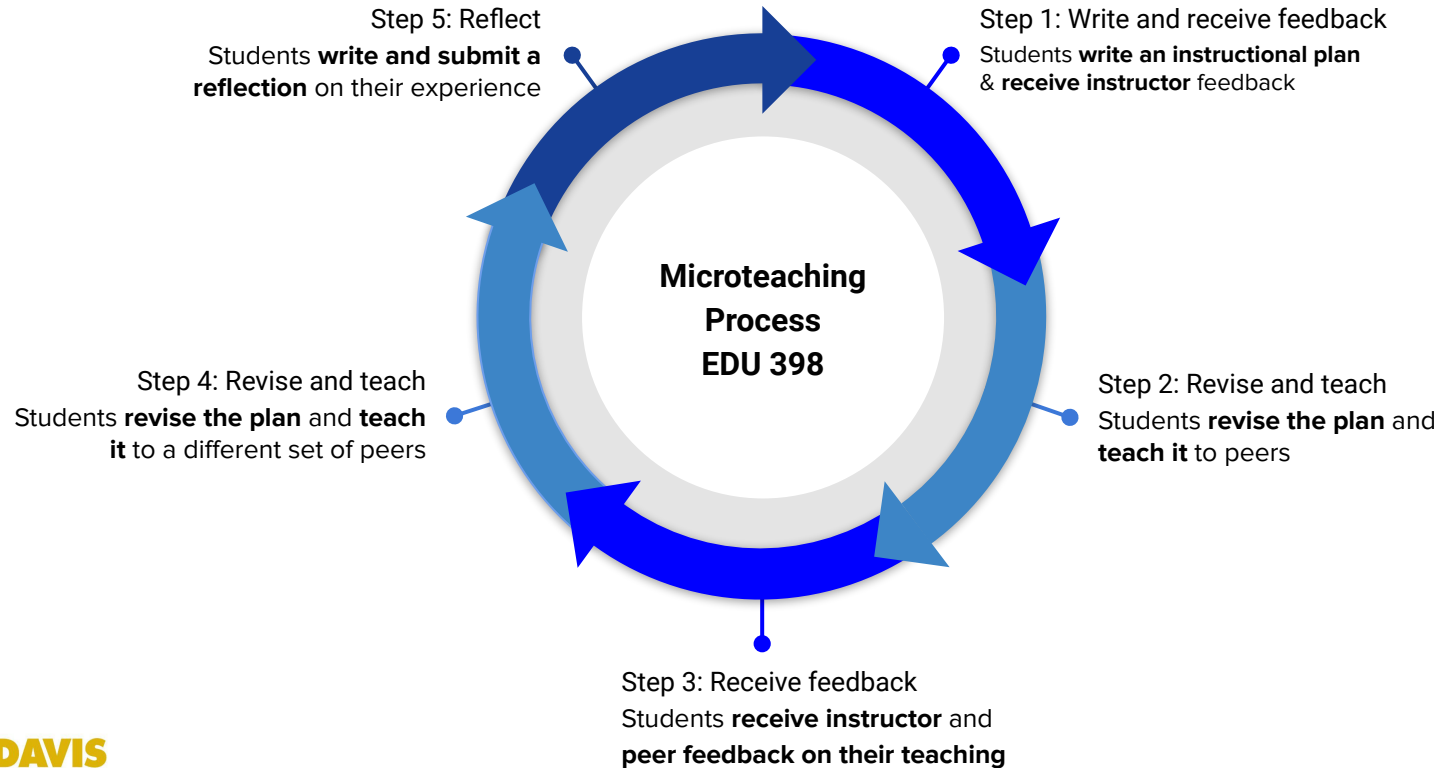 Step 5: Reflect
Students write and submit a
reflection on their experience
Step 1: Write and receive feedback
Students write an instructional plan
& receive instructor feedback
Microteaching
Process
EDU 398
Step 4: Revise and teach
Students revise the plan and teach
it to a different set of peers
Step 2: Revise and teach
Students revise the plan and
teach it to peers
Step 3: Receive feedback
Students receive instructor and
peer feedback on their teaching
DAVIS